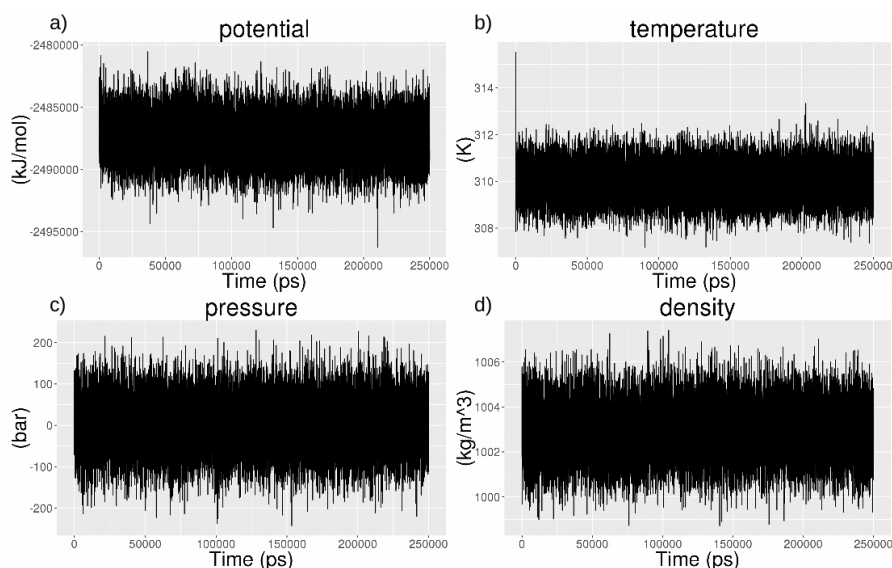 a) potential
-2480000
-2485000
-2490000
-2495000
(kJ/mol)
0 50000 100000 150000 200000 250000
Time (ps)
b) temperature
314
312
310
308
(K)
0 50000 100000 150000 200000 250000
Time (ps)
c) pressure
200
100
0
-100
-200
(bar)
0 50000 100000 150000 200000 250000
Time (ps)
d) density
1006
1004
1002
1000
(kg/m^3)
0 50000 100000 150000 200000 250000
Time (ps)